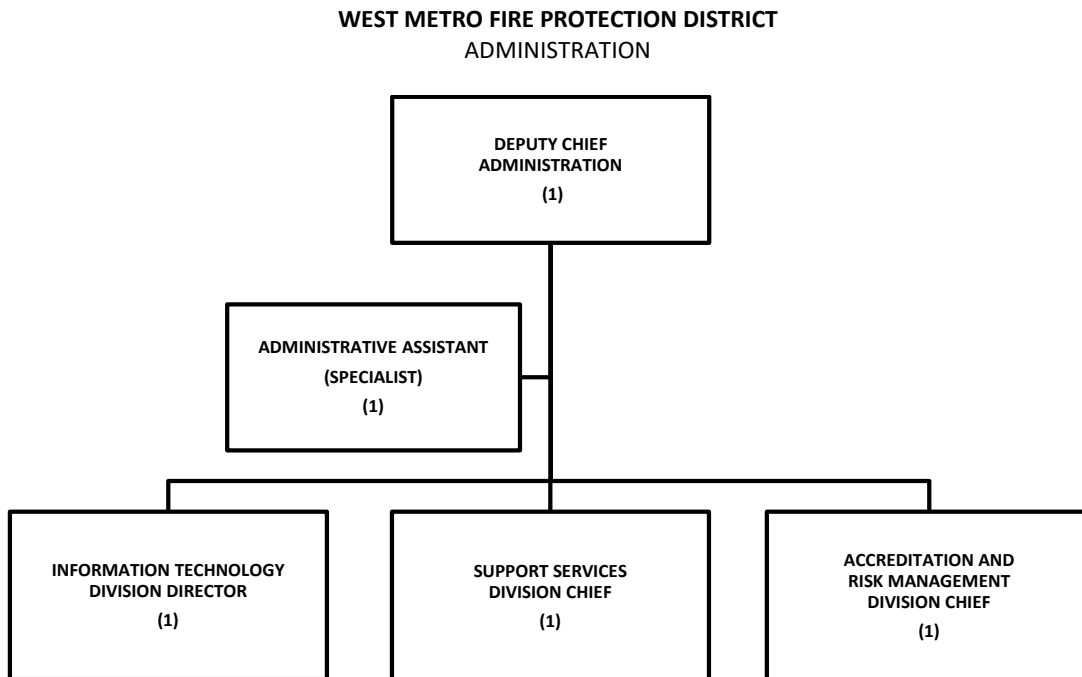 WEST METRO FIRE PROTECTION DISTRICT
ADMINISTRATION
DEPUTY CHIEF
ADMINISTRATION
(1)
ADMINISTRATIVE ASSISTANT
(SPECIALIST)
(1)
INFORMATION TECHNOLOGY
DIVISION DIRECTOR
(1)
SUPPORT SERVICES
DIVISION CHIEF
(1)
ACCREDITATION AND
RISK MANAGEMENT
DIVISION CHIEF
(1)